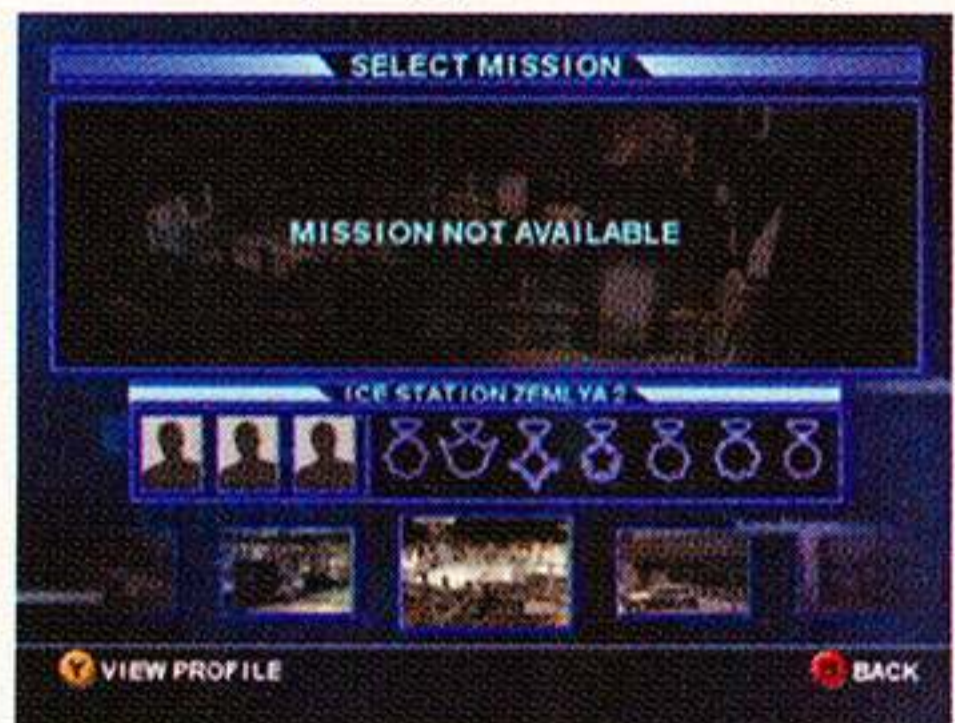 SELECT MISSION
MISSION NOT AVAILABLE
ICE STATION ZEMLYA 2
Y VIEW PROFILE
BACK